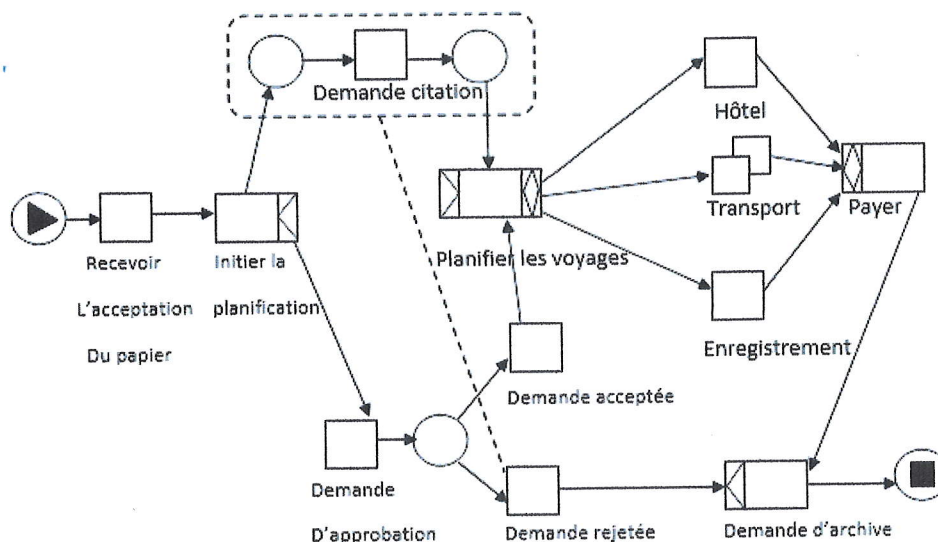 Demande citation
Hôtel
Transport
Payer
Planifier les voyages
Recevoir
L'acceptation
Du papier
Initier la
planification
Enregistrement
Demande acceptée
Demande
D'approbation
Demande rejetée
Demande d'archive